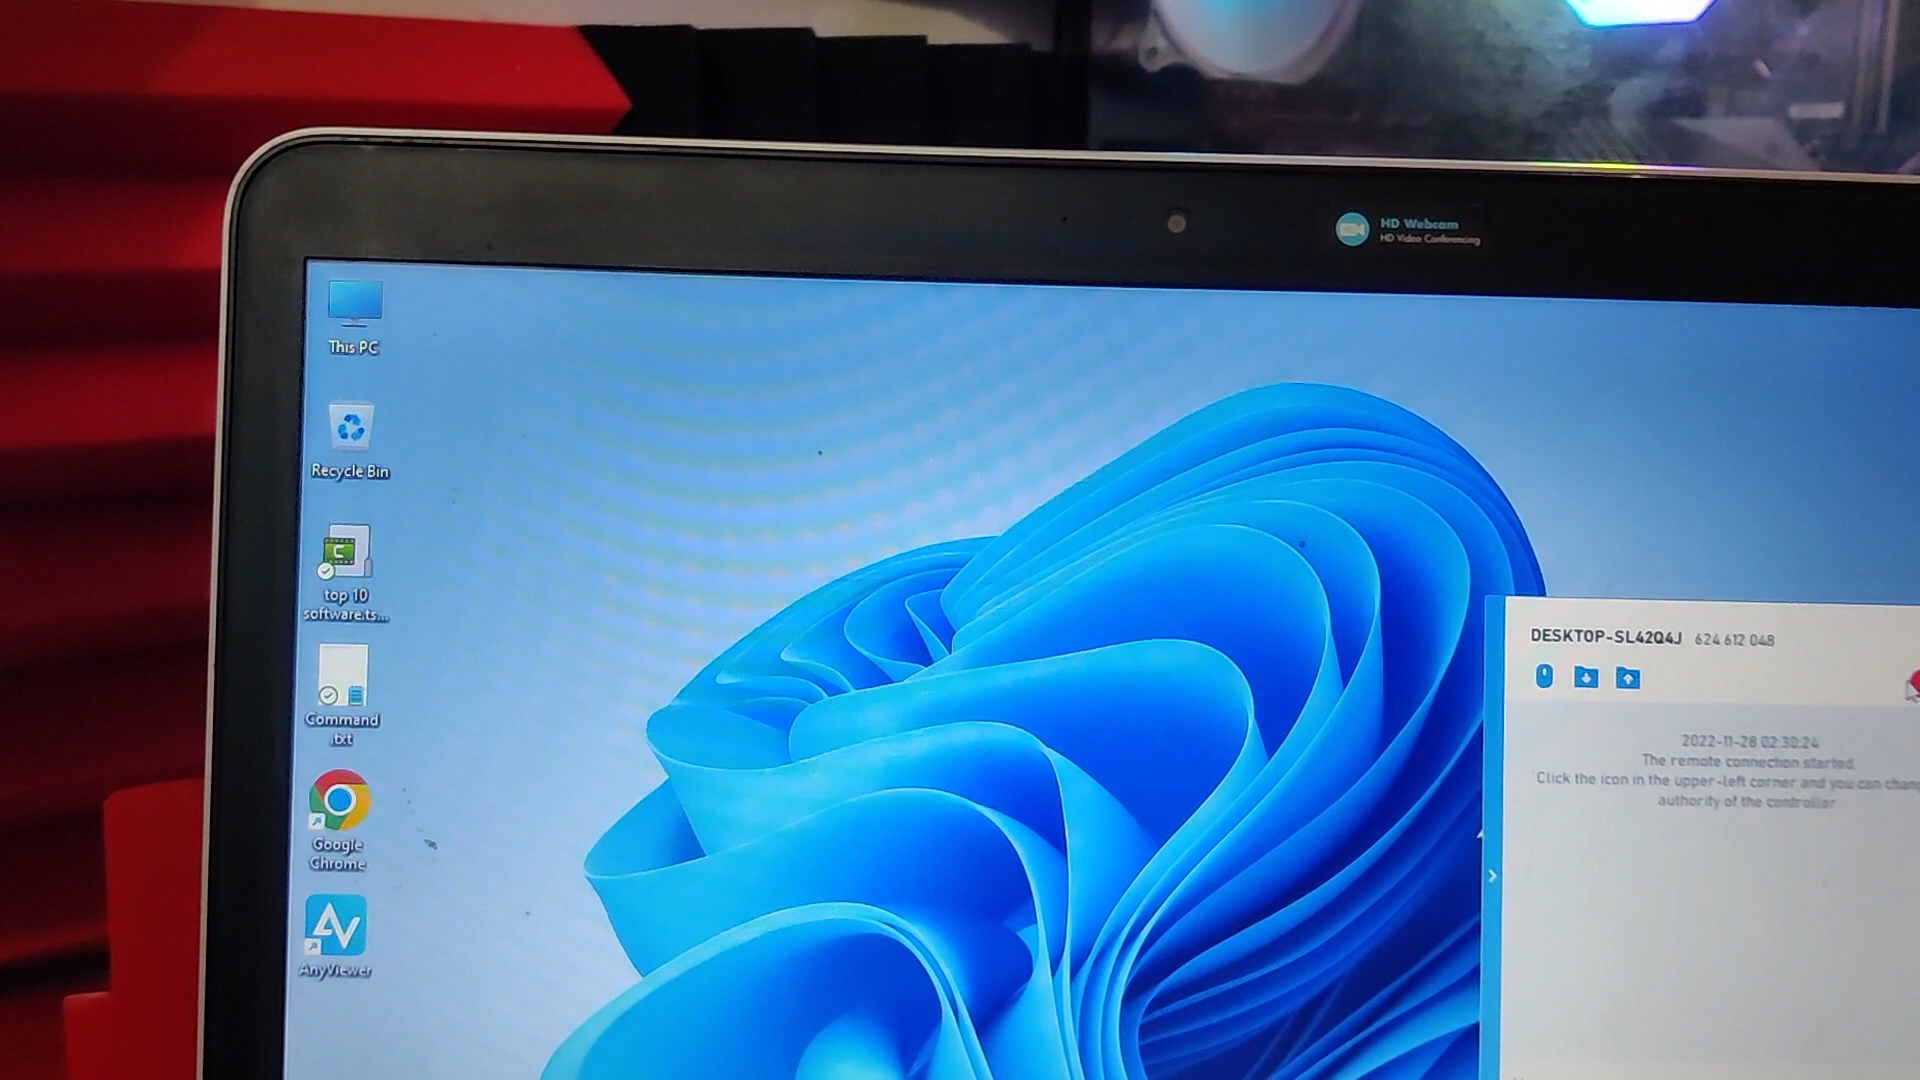 HD Webcam
HD Video Conferencing
This PC
Recycle Bin
top 10
software.ts...
Command
.txt
Google
Chrome
AnyViewer
DESKTOP-SL42Q4J 624 612 048
2022-11-28 02:30:24
The remote connection started.
Click the icon in the upper-left corner and you can chang
authority of the controller.